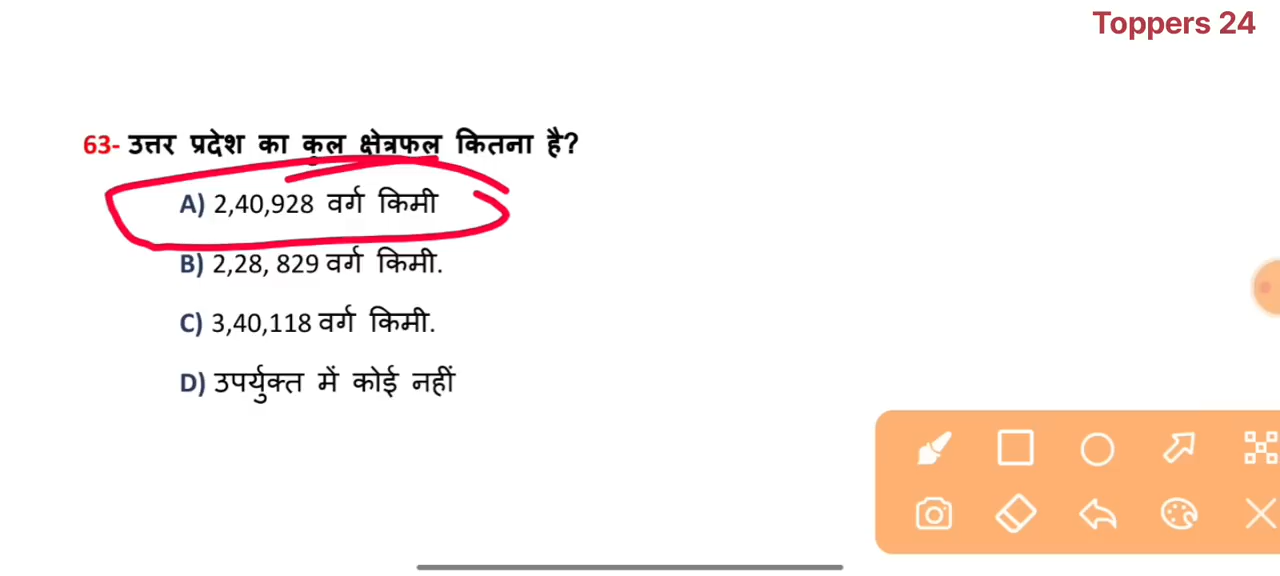 Toppers 24
63- उत्तर प्रदेश का कुल क्षेत्रफल कितना है?
A) 2,40,928 वर्ग किमी
B) 2,28, 829 वर्ग किमी.
C) 3,40,118 वर्ग किमी.
D) उपर्युक्त में कोई नहीं